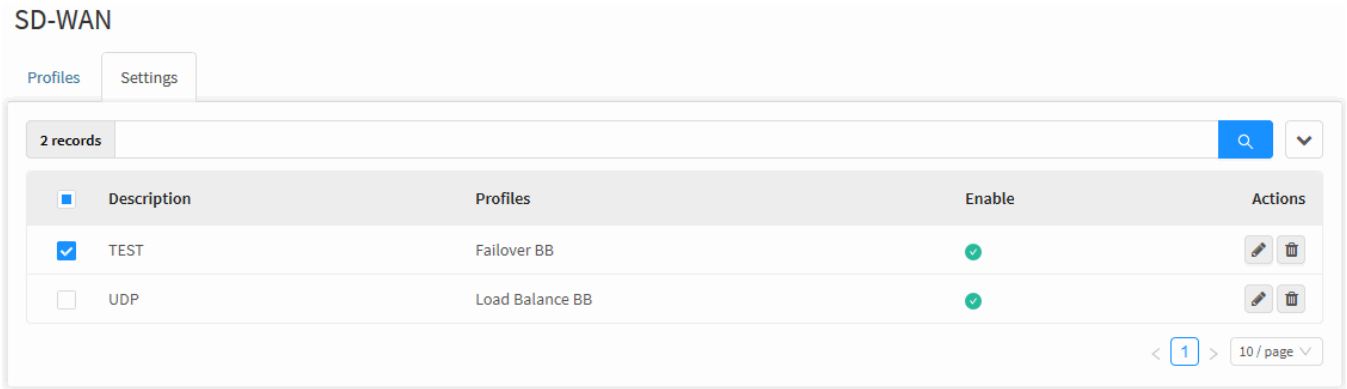 SD-WAN
Profiles Settings
2 records
Description Profiles Enable Actions
TEST Failover BB
UDP Load Balance BB
< 1 > 10 / page